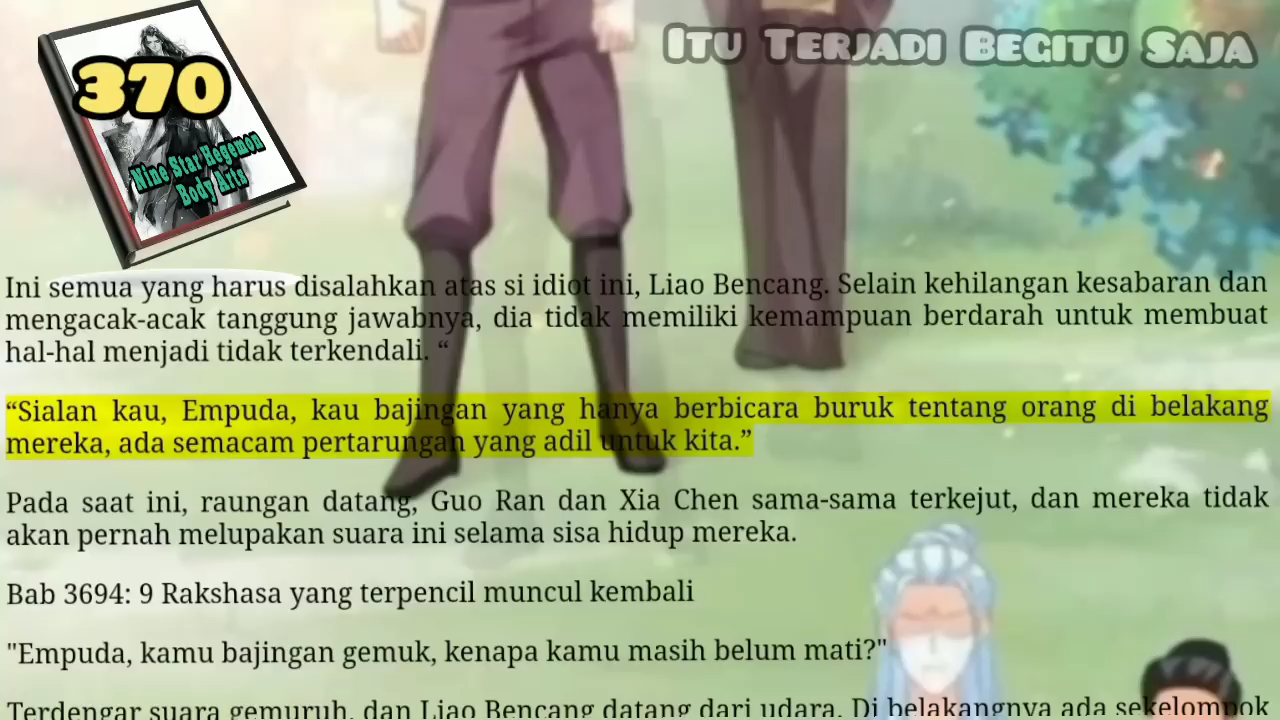 370
Nine Star Hegemon
Body Arts
Itu Terjadi Begitu Saja
Ini semua yang harus disalahkan atas si idiot ini, Liao Bencang. Selain kehilangan kesabaran dan
mengacak-acak tanggung jawabnya, dia tidak memiliki kemampuan berdarah untuk membuat
hal-hal menjadi tidak terkendali. “
“Sialan kau, Empuda, kau bajingan yang hanya berbicara buruk tentang orang di belakang
mereka, ada semacam pertarungan yang adil untuk kita.”
Pada saat ini, raungan datang, Guo Ran dan Xia Chen sama-sama terkejut, dan mereka tidak
akan pernah melupakan suara ini selama sisa hidup mereka.
Bab 3694: 9 Rakshasa yang terpencil muncul kembali
"Empuda, kamu bajingan gemuk, kenapa kamu masih belum mati?"
Terdengar suara gemuruh, dan Liao Bencang datang dari udara. Di belakangnya ada sekelompok